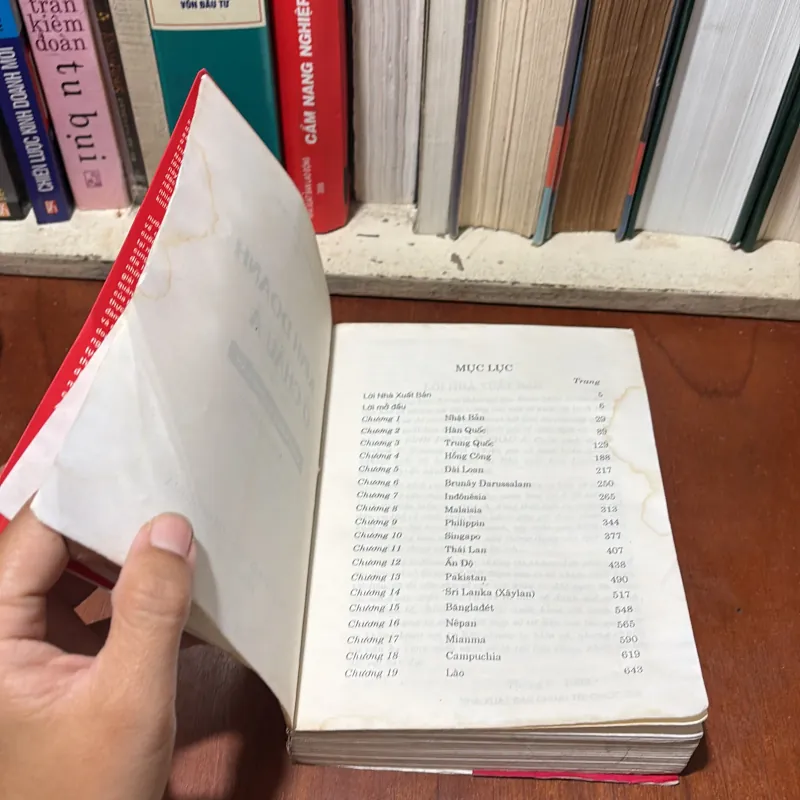 trần kiêm đoàn
tu bụi
CHIẾN LƯỢC KINH DOANH MỚI
VỐN ĐẦU TƯ
CẨM NANG NGHIỆP
MỤC LỤC
Trang
Lời Nhà Xuất Bản 5
Lời mở đầu 6
Chương 1 Nhật Bản 29
Chương 2 Hàn Quốc 89
Chương 3 Trung Quốc 129
Chương 4 Hồng Công 188
Chương 5 Đài Loan 217
Chương 6 Brunây Darussalam 250
Chương 7 Inđônêsia 265
Chương 8 Malaisia 313
Chương 9 Philippin 344
Chương 10 Singapo 377
Chương 11 Thái Lan 407
Chương 12 Ấn Độ 438
Chương 13 Pakistan 490
Chương 14 Sri Lanka (Xâylan) 517
Chương 15 Bănglađét 548
Chương 16 Nêpan 565
Chương 17 Mianma 590
Chương 18 Campuchia 619
Chương 19 Lào 643